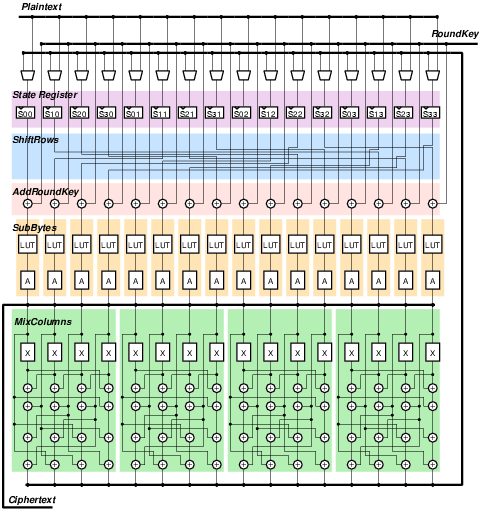 Plaintext
RoundKey
State Register
S00 S10 S20 S30 S01 S11 S21 S31 S02 S12 S22 S32 S03 S13 S23 S33
ShiftRows
AddRoundKey
SubBytes
LUT LUT LUT LUT LUT LUT LUT LUT LUT LUT LUT LUT LUT LUT LUT LUT
A A A A A A A A A A A A A A A A
MixColumns
X X X X X X X X X X X X X X X X
Ciphertext